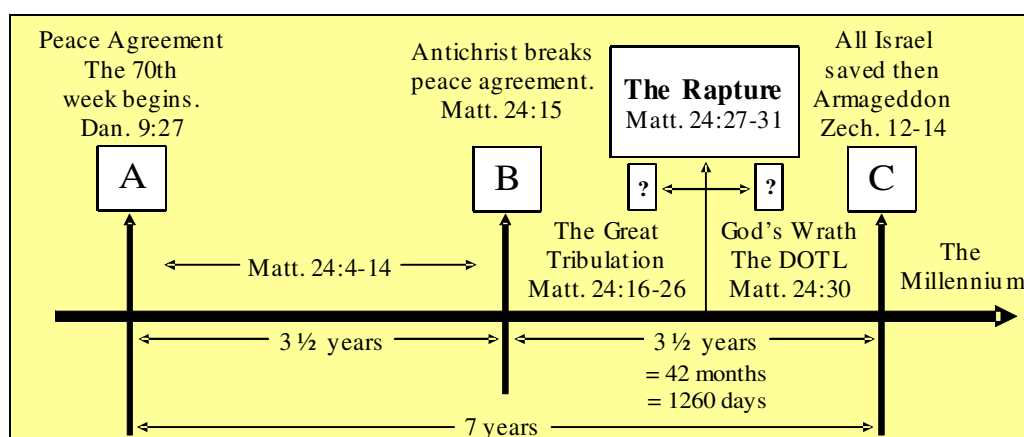 Peace Agreement
The 70th
week begins.
Dan. 9:27
A
Antichrist breaks
peace agreement.
Matt. 24:15
B
The Rapture
Matt. 24:27-31
? ?
All Israel
saved then
Armageddon
Zech. 12-14
C
Matt. 24:4-14
The Great
Tribulation
Matt. 24:16-26
God's Wrath
The DOTL
Matt. 24:30
The
Millennium
3 ½ years
3 ½ years
= 42 months
= 1260 days
7 years